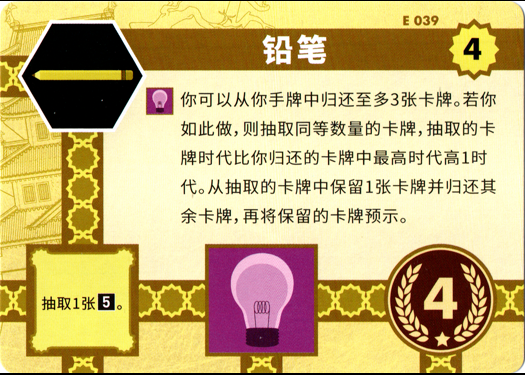 E 039
铅笔
4
你可以从你手牌中归还至多3张卡牌。若你
如此做，则抽取同等数量的卡牌，抽取的卡
牌时代比你归还的卡牌中最高时代高1时
代。从抽取的卡牌中保留1张卡牌并归还其
余卡牌，再将保留的卡牌预示。
抽取1张5。
4